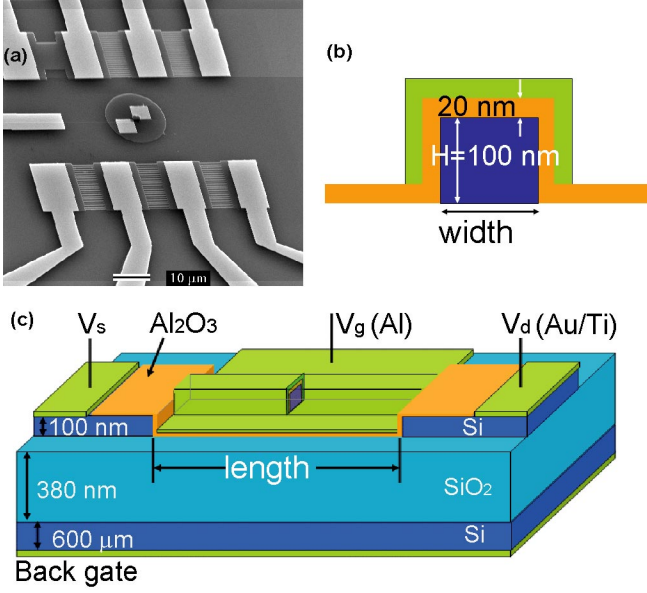 (a)
10 μm
(b)
20 nm
H=100 nm
width
(c)
Vs Al2O3 Vg (Al) Vd (Au/Ti)
100 nm Si
length
380 nm SiO2
600 μm Si
Back gate